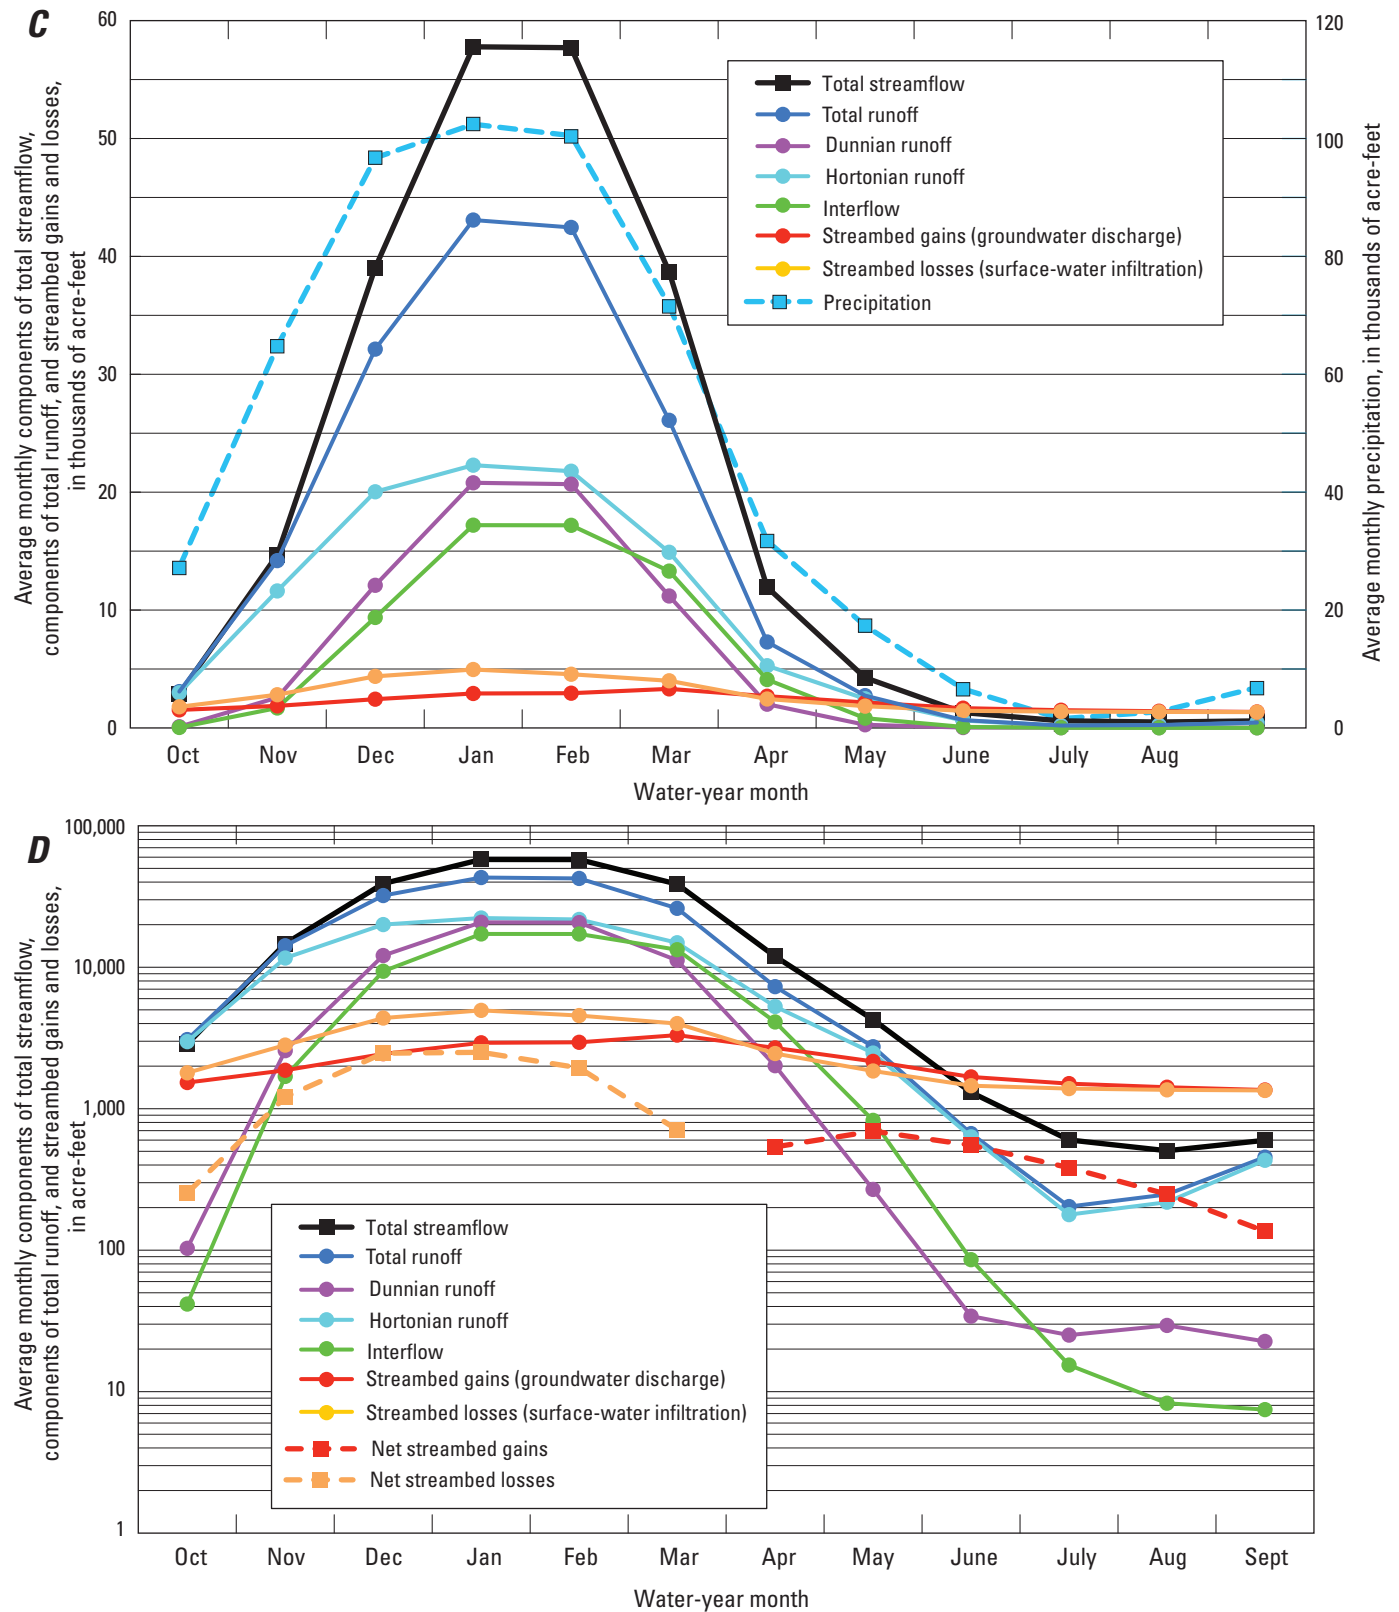 C
Average monthly components of total streamflow,
components of total runoff, and streambed gains and losses,
in thousands of acre-feet
60
50
40
30
20
10
0
120
100
80
60
40
20
0
Average monthly precipitation, in thousands of acre-feet
Total streamflow
Total runoff
Dunnian runoff
Hortonian runoff
Interflow
Streambed gains (groundwater discharge)
Streambed losses (surface-water infiltration)
Precipitation
Oct Nov Dec Jan Feb Mar Apr May June July Aug
Water-year month
D
Average monthly components of total streamflow,
components of total runoff, and streambed gains and losses,
in acre-feet
100,000
10,000
1,000
100
10
1
Total streamflow
Total runoff
Dunnian runoff
Hortonian runoff
Interflow
Streambed gains (groundwater discharge)
Streambed losses (surface-water infiltration)
Net streambed gains
Net streambed losses
Oct Nov Dec Jan Feb Mar Apr May June July Aug Sept
Water-year month